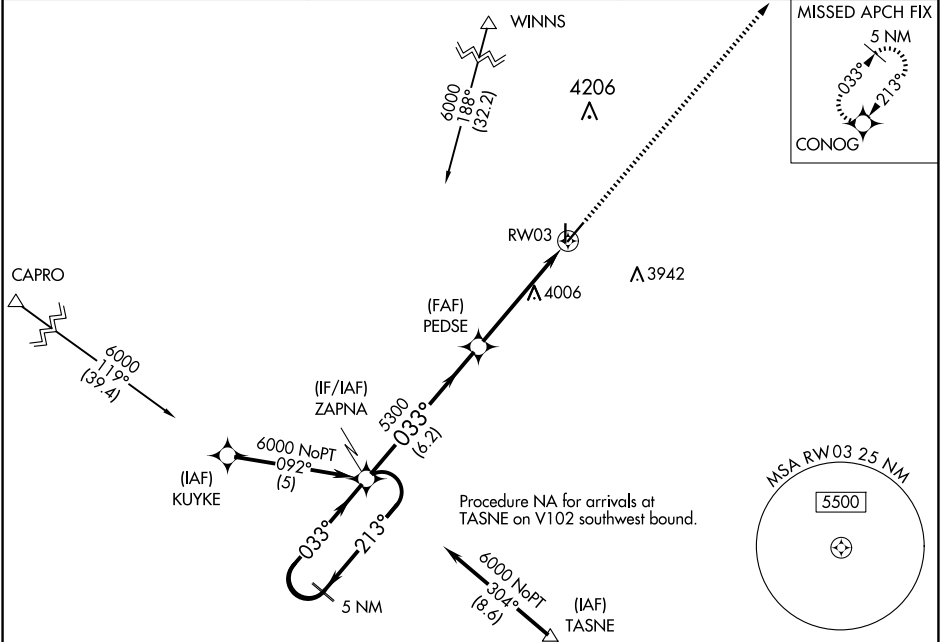 MISSED APCH FIX
5 NM
033°
213°
CONOG
WINNS
6000
188°
(32.2)
4206
RW03
3942
4006
CAPRO
6000
119°
(39.4)
(FAF)
PEDSE
(IF/IAF)
ZAPNA
5300
033°
(6.2)
6000 NoPT
092°
(5)
(IAF)
KUYKE
033°
213°
5 NM
Procedure NA for arrivals at
TASNE on V102 southwest bound.
6000 NoPT
304°
(8.6)
(IAF)
TASNE
MSA RW03 25 NM
5500